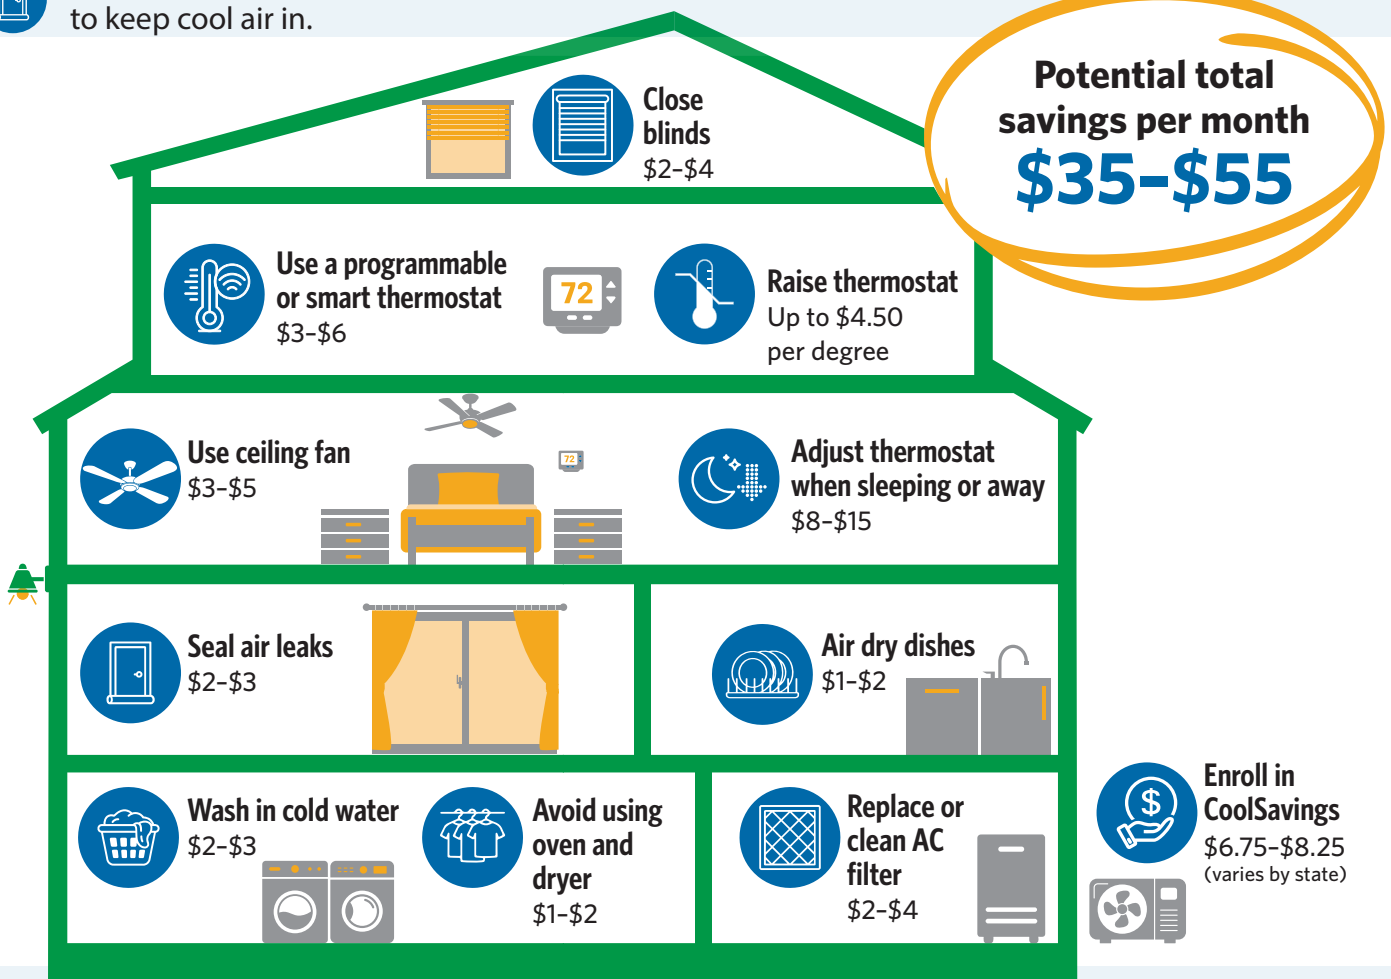 to keep cool air in.
Potential total
savings per month
$35–$55
Close
blinds
$2–$4
Use a programmable
or smart thermostat
$3–$6
72
Raise thermostat
Up to $4.50
per degree
Use ceiling fan
$3–$5
72
Adjust thermostat
when sleeping or away
$8–$15
Seal air leaks
$2–$3
Air dry dishes
$1–$2
Wash in cold water
$2–$3
Avoid using
oven and
dryer
$1–$2
Replace or
clean AC
filter
$2–$4
$
Enroll in
CoolSavings
$6.75–$8.25
(varies by state)